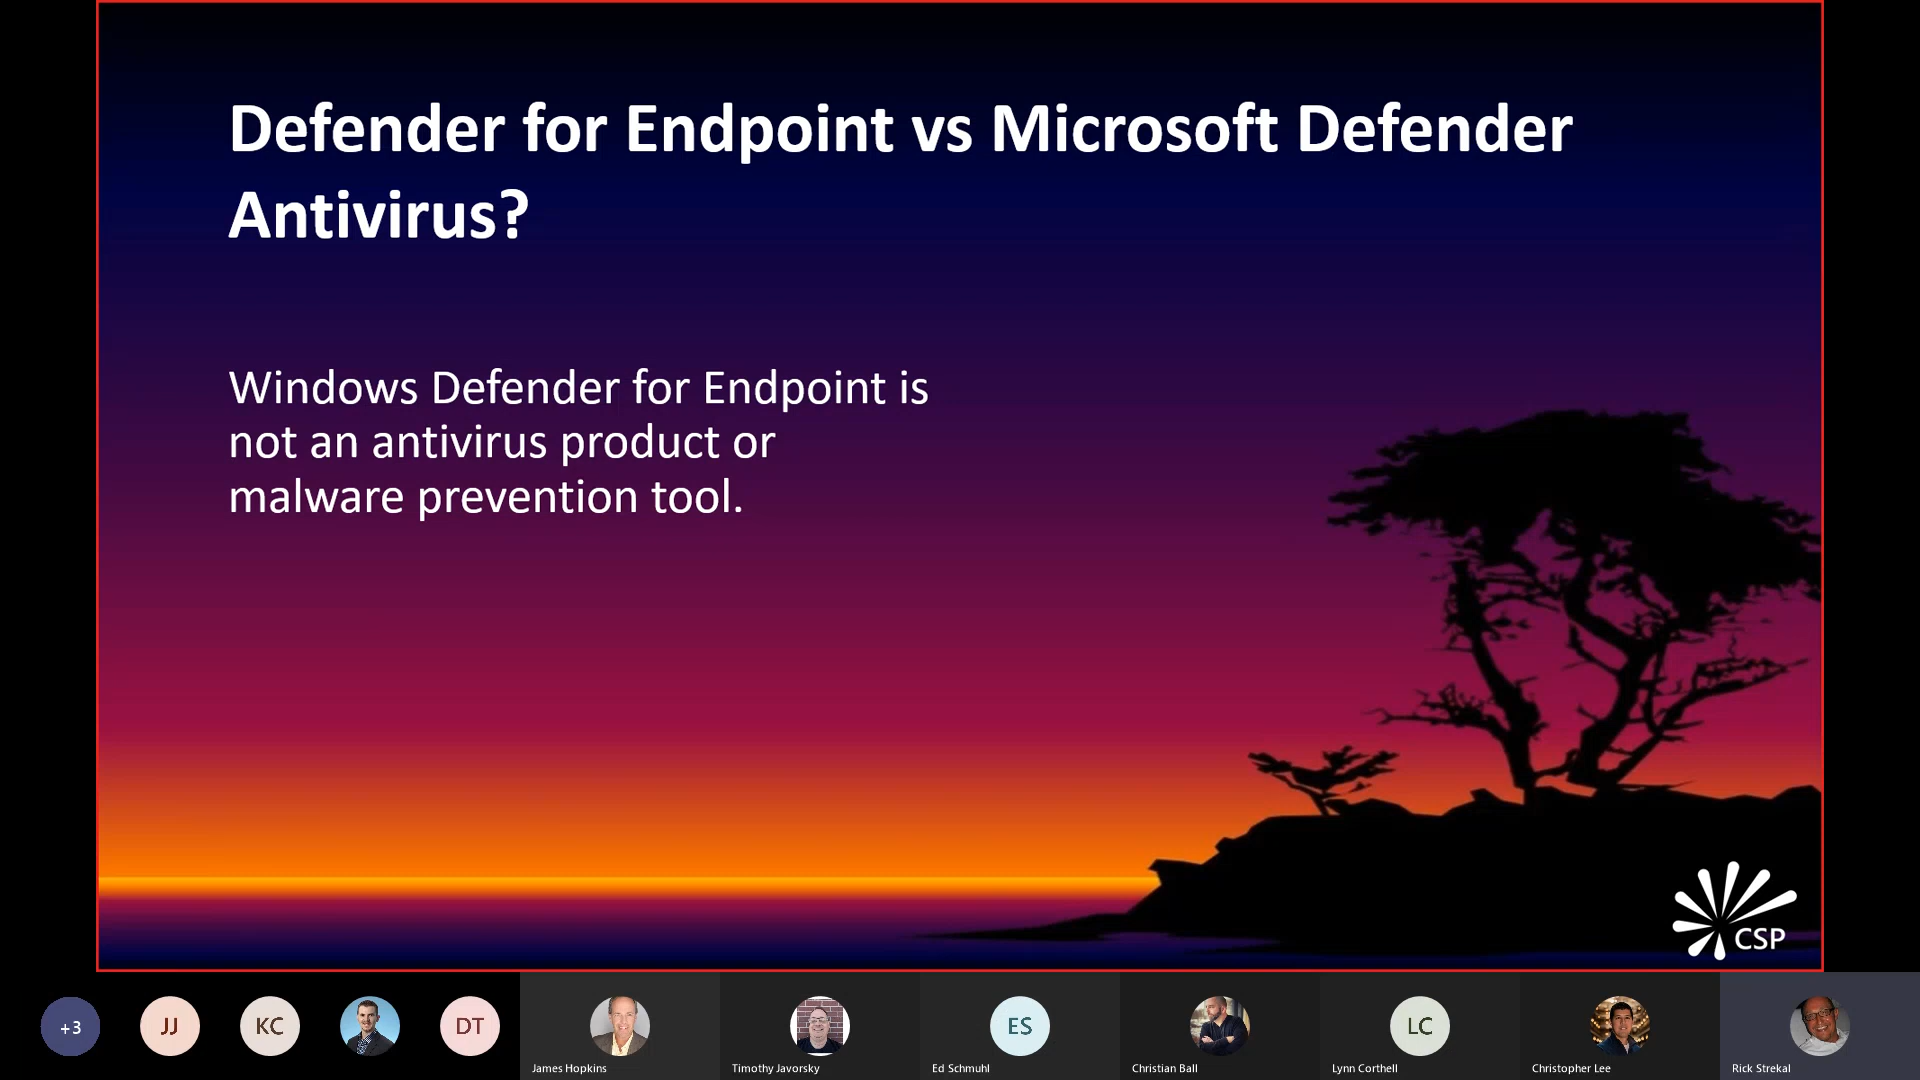 Defender for Endpoint vs Microsoft Defender
Antivirus?
Windows Defender for Endpoint is
not an antivirus product or
malware prevention tool.
CSP
+3
JJ
KC
DT
ES
LC
James Hopkins
Timothy Javorsky
Ed Schmuhl
Christian Ball
Lynn Corthell
Christopher Lee
Rick Strekal